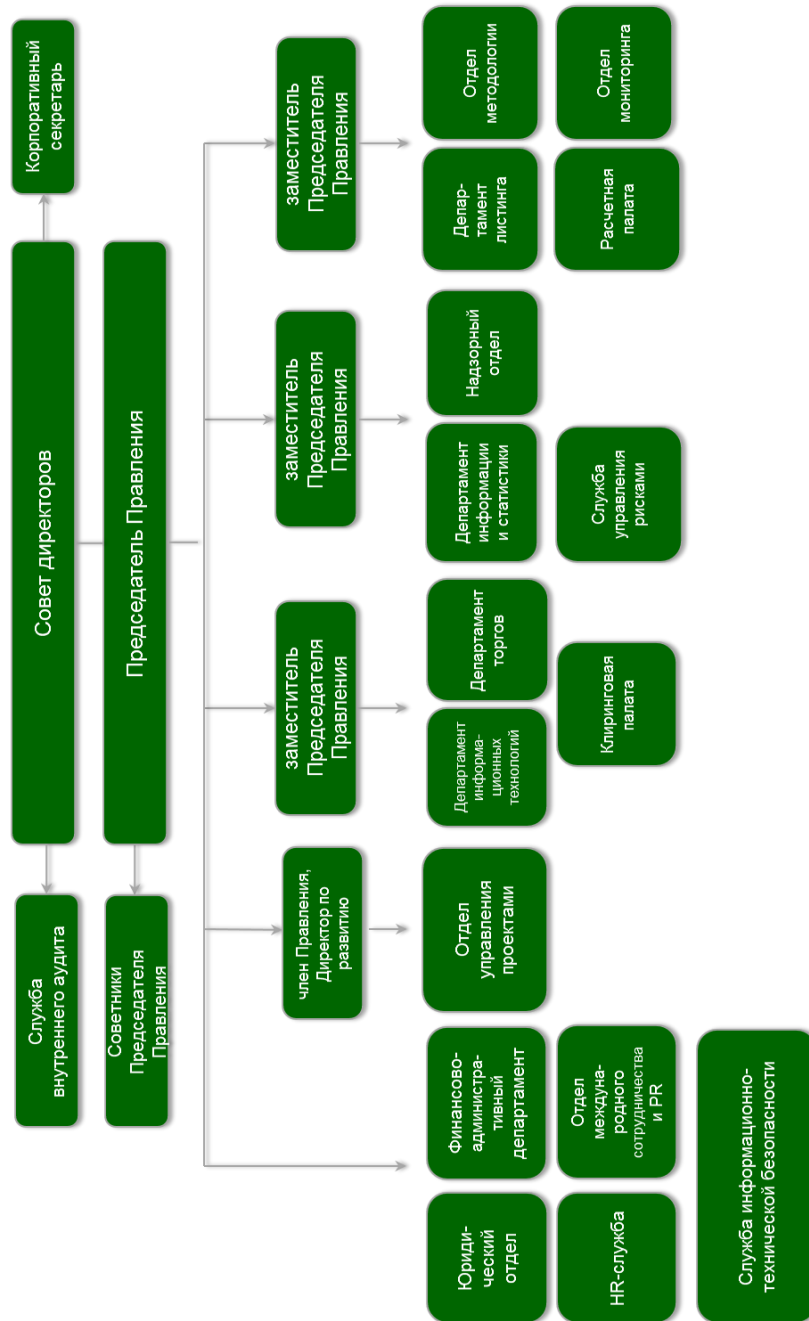 Служба
внутреннего аудита
Совет директоров
Корпоративный
секретарь
Советники
Председателя
Правления
Председатель Правления
член Правления,
Директор по
развитию
заместитель
Председателя
Правления
заместитель
Председателя
Правления
заместитель
Председателя
Правления
Юриди-
ческий
отдел
Финансово-
администра-
тивный
департамент
Отдел
управления
проектами
Департамент
информа-
ционных
технологий
Департамент
торгов
Департамент
информации
и статистики
Надзорный
отдел
Депар-
тамент
листинга
Отдел
методологии
HR-служба
Отдел
междуна-
родного
сотрудничества
и PR
Клиринговая
палата
Служба
управления
рисками
Расчетная
палата
Отдел
мониторинга
Служба информационно-
технической безопасности